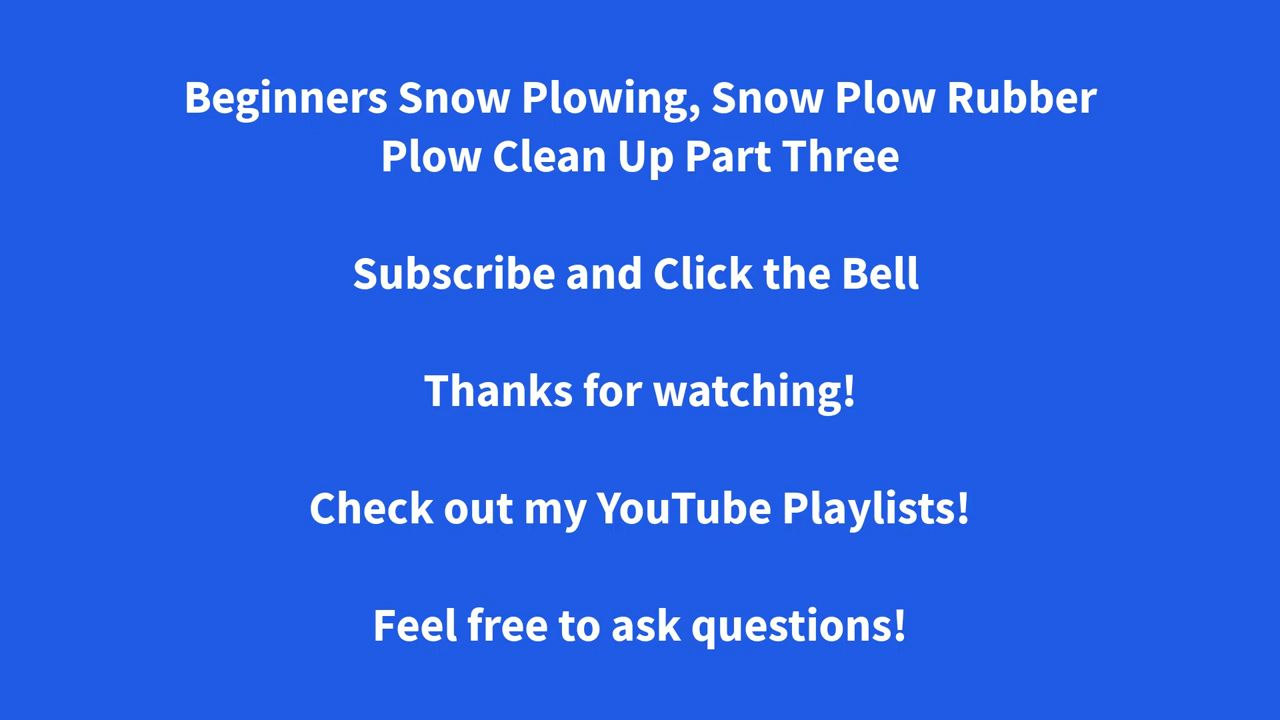 Beginners Snow Plowing, Snow Plow Rubber
Plow Clean Up Part Three
Subscribe and Click the Bell
Thanks for watching!
Check out my YouTube Playlists!
Feel free to ask questions!